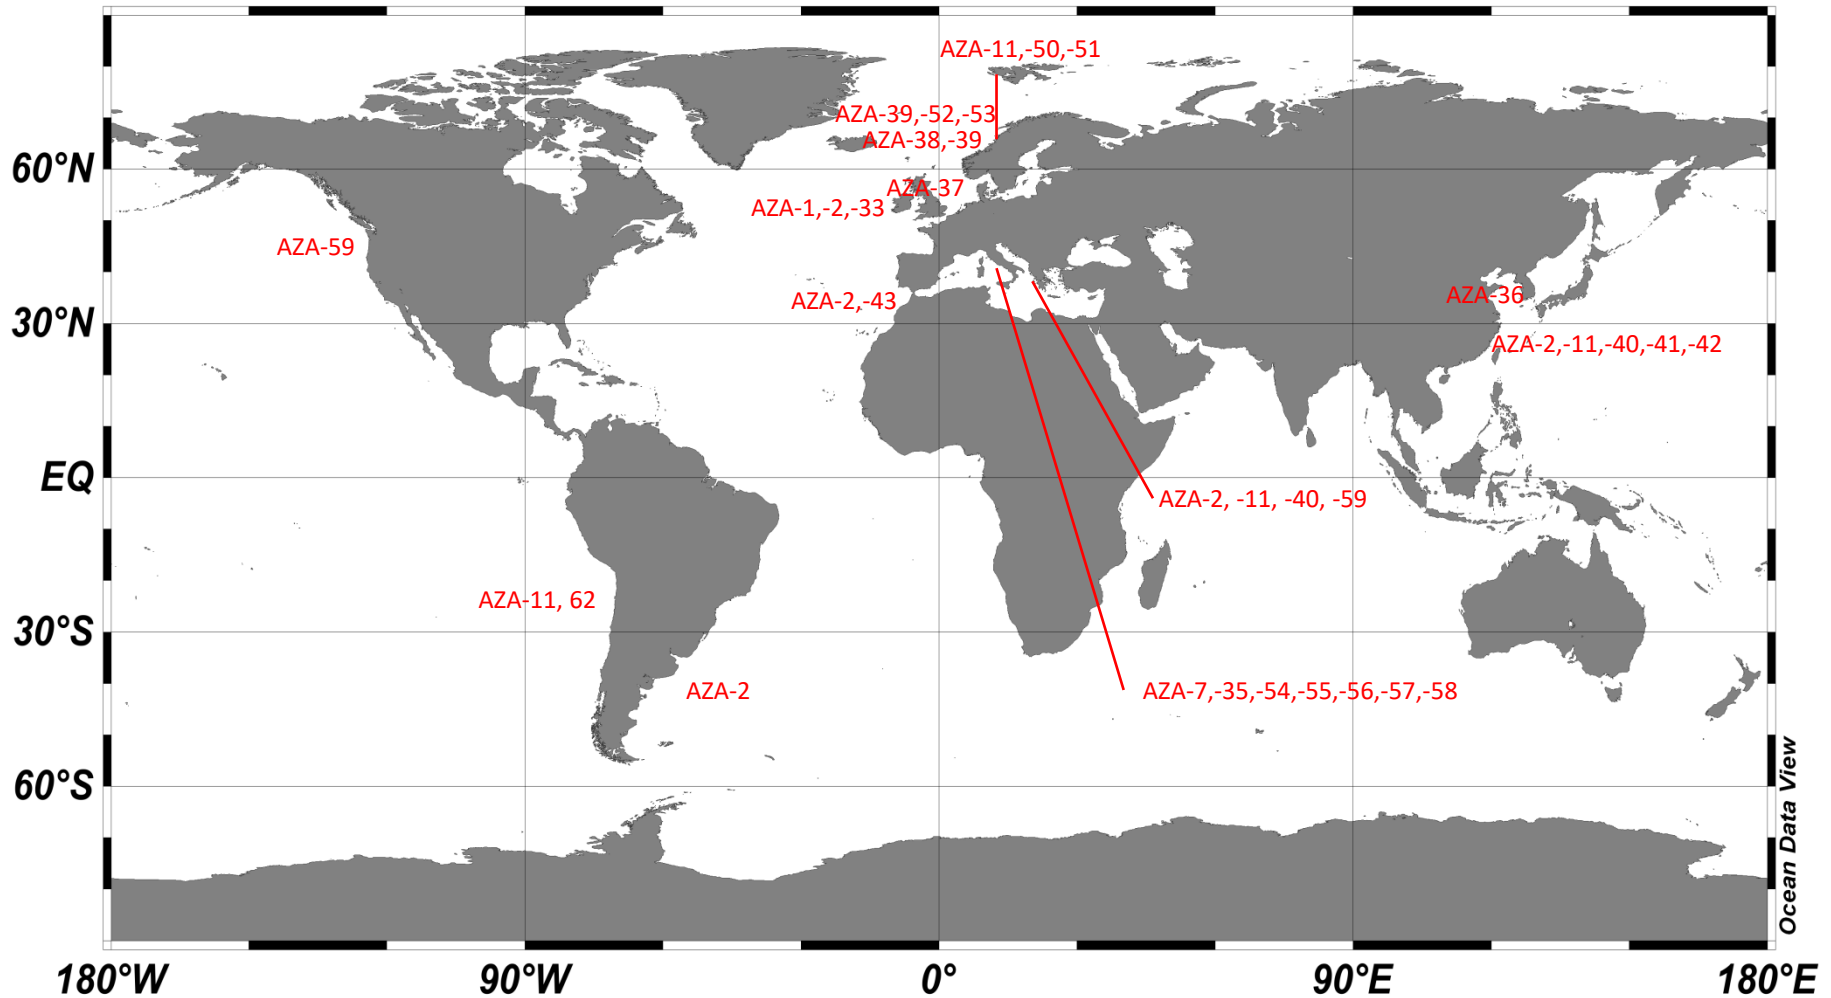 AZA-11,-50,-51
AZA-39,-52,-53
AZA-38,-39
60°N
AZA-37
AZA-1,-2,-33
AZA-59
AZA-2,-43
AZA-36
30°N
AZA-2,-11,-40,-41,-42
EQ
AZA-2, -11, -40, -59
AZA-11, 62
30°S
AZA-2
AZA-7,-35,-54,-55,-56,-57,-58
60°S
Ocean Data View
180°W
90°W
0°
90°E
180°E